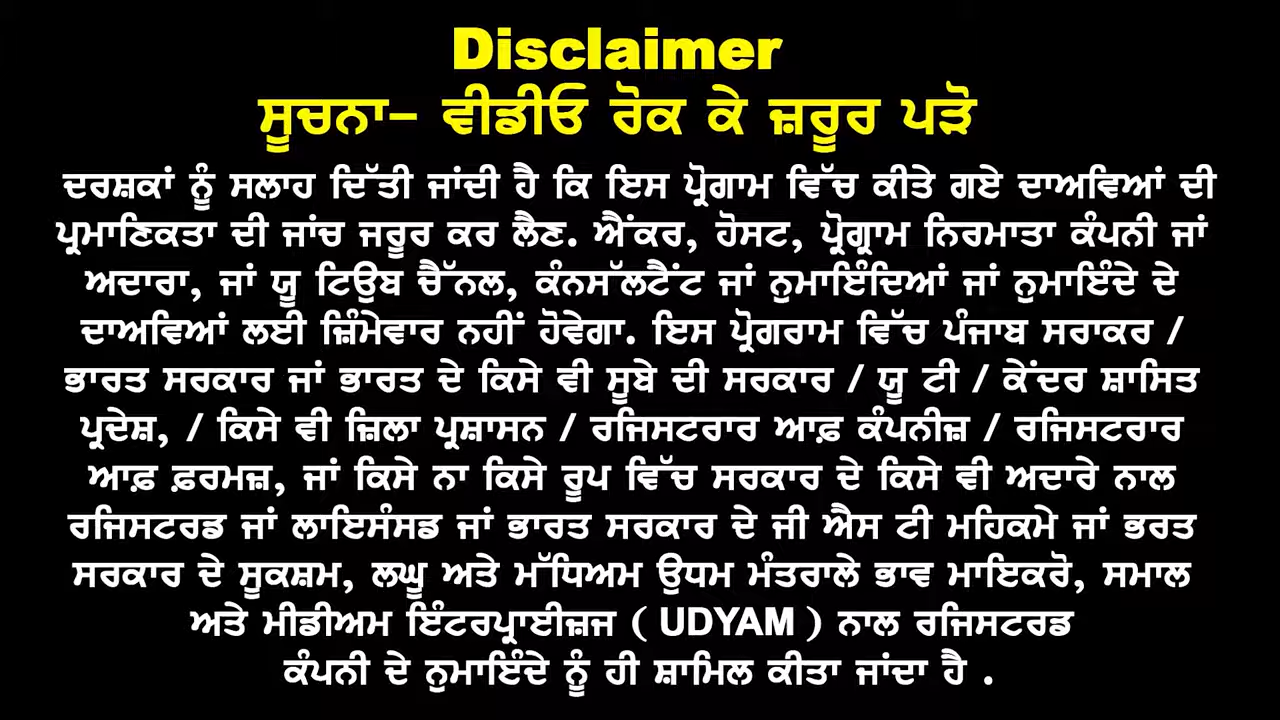 Disclaimer
ਸੂਚਨਾ- ਵੀਡੀਓ ਰੋਕ ਕੇ ਜ਼ਰੂਰ ਪੜੋ
ਦਰਸ਼ਕਾਂ ਨੂੰ ਸਲਾਹ ਦਿੱਤੀ ਜਾਂਦੀ ਹੈ ਕਿ ਇਸ ਪ੍ਰੋਗਾਮ ਵਿੱਚ ਕੀਤੇ ਗਏ ਦਾਅਵਿਆਂ ਦੀ
ਪ੍ਰਮਾਣਿਕਤਾ ਦੀ ਜਾਂਚ ਜਰੂਰ ਕਰ ਲੈਣ. ਐਂਕਰ, ਹੋਸਟ, ਪ੍ਰੋਗ੍ਰਾਮ ਨਿਰਮਾਤਾ ਕੰਪਨੀ ਜਾਂ
ਅਦਾਰਾ, ਜਾਂ ਯੂ ਟਿਉਬ ਚੈੱਨਲ, ਕੰਨਸੱਲਟੈਂਟ ਜਾਂ ਨੁਮਾਇੰਦਿਆਂ ਜਾਂ ਨੁਮਾਇੰਦੇ ਦੇ
ਦਾਅਵਿਆਂ ਲਈ ਜ਼ਿੰਮੇਵਾਰ ਨਹੀਂ ਹੋਵੇਗਾ. ਇਸ ਪ੍ਰੋਗਰਾਮ ਵਿੱਚ ਪੰਜਾਬ ਸਰਾਕਰ /
ਭਾਰਤ ਸਰਕਾਰ ਜਾਂ ਭਾਰਤ ਦੇ ਕਿਸੇ ਵੀ ਸੂਬੇ ਦੀ ਸਰਕਾਰ / ਯੂ ਟੀ / ਕੇਂਦਰ ਸ਼ਾਸਿਤ
ਪ੍ਰਦੇਸ਼, / ਕਿਸੇ ਵੀ ਜ਼ਿਲਾ ਪ੍ਰਸ਼ਾਸਨ / ਰਜਿਸਟਰਾਰ ਆਫ਼ ਕੰਪਨੀਜ਼ / ਰਜਿਸਟਰਾਰ
ਆਫ਼ ਫ਼ਰਮਜ਼, ਜਾਂ ਕਿਸੇ ਨਾ ਕਿਸੇ ਰੂਪ ਵਿੱਚ ਸਰਕਾਰ ਦੇ ਕਿਸੇ ਵੀ ਅਦਾਰੇ ਨਾਲ
ਰਜਿਸਟਰਡ ਜਾਂ ਲਾਇਸੰਸਡ ਜਾਂ ਭਾਰਤ ਸਰਕਾਰ ਦੇ ਜੀ ਐਸ ਟੀ ਮਹਿਕਮੇ ਜਾਂ ਭਰਤ
ਸਰਕਾਰ ਦੇ ਸੂਕਸ਼ਮ, ਲਘੂ ਅਤੇ ਮੱਧਿਅਮ ਉਧਮ ਮੰਤਰਾਲੇ ਭਾਵ ਮਾਇਕਰੋ, ਸਮਾਲ
ਅਤੇ ਮੀਡੀਅਮ ਇੰਟਰਪ੍ਰਾਈਜ਼ਜ ( UDYAM ) ਨਾਲ ਰਜਿਸਟਰਡ
ਕੰਪਨੀ ਦੇ ਨੁਮਾਇੰਦੇ ਨੂੰ ਹੀ ਸ਼ਾਮਿਲ ਕੀਤਾ ਜਾਂਦਾ ਹੈ .